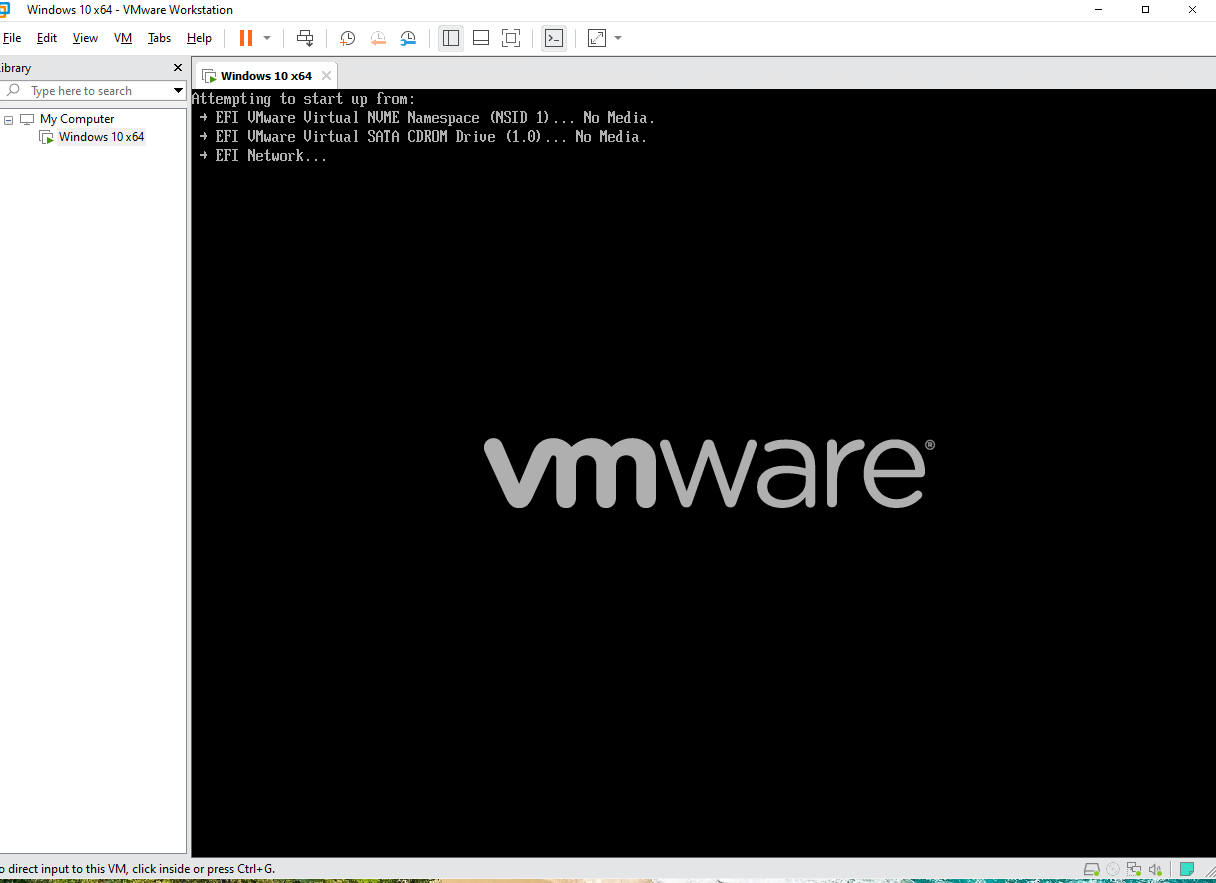 Windows 10 x64 - VMware Workstation
File Edit View VM Tabs Help
ibrary
Windows 10 x64
Type here to search
My Computer
Windows 10 x64
Attempting to start up from:
→ EFI VMware Virtual NVME Namespace (NSID 1)... No Media.
→ EFI VMware Virtual SATA CDROM Drive (1.0)... No Media.
→ EFI Network...
vmware®
o direct input to this VM, click inside or press Ctrl+G.